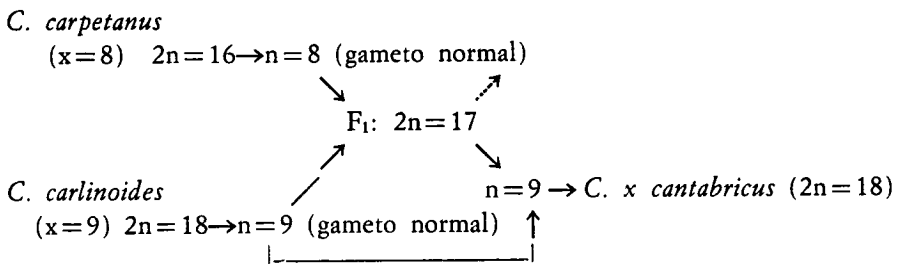 C. carpetanus
(x=8) 2n=16→n=8 (gameto normal)
F₁: 2n=17
C. carlinoides
n=9→C. x cantabricus (2n=18)
(x=9) 2n=18→n=9 (gameto normal)